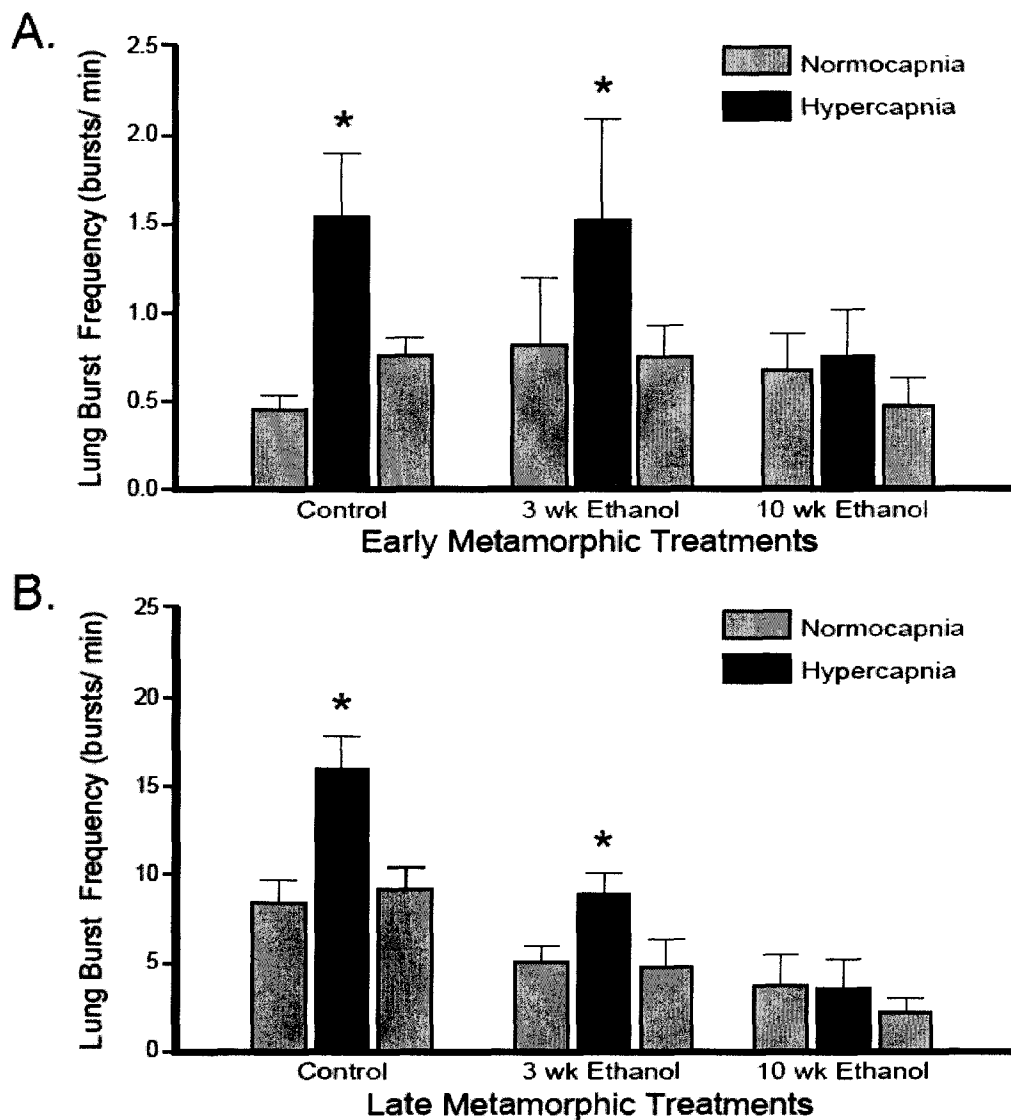 A.
Lung Burst Frequency (bursts/ min)
2.5
2.0
1.5
1.0
0.5
0.0
Normocapnia
Hypercapnia
*
*
Control 3 wk Ethanol 10 wk Ethanol
Early Metamorphic Treatments
B.
Lung Burst Frequency (bursts/ min)
25
20
15
10
5
0
Normocapnia
Hypercapnia
*
*
Control 3 wk Ethanol 10 wk Ethanol
Late Metamorphic Treatments